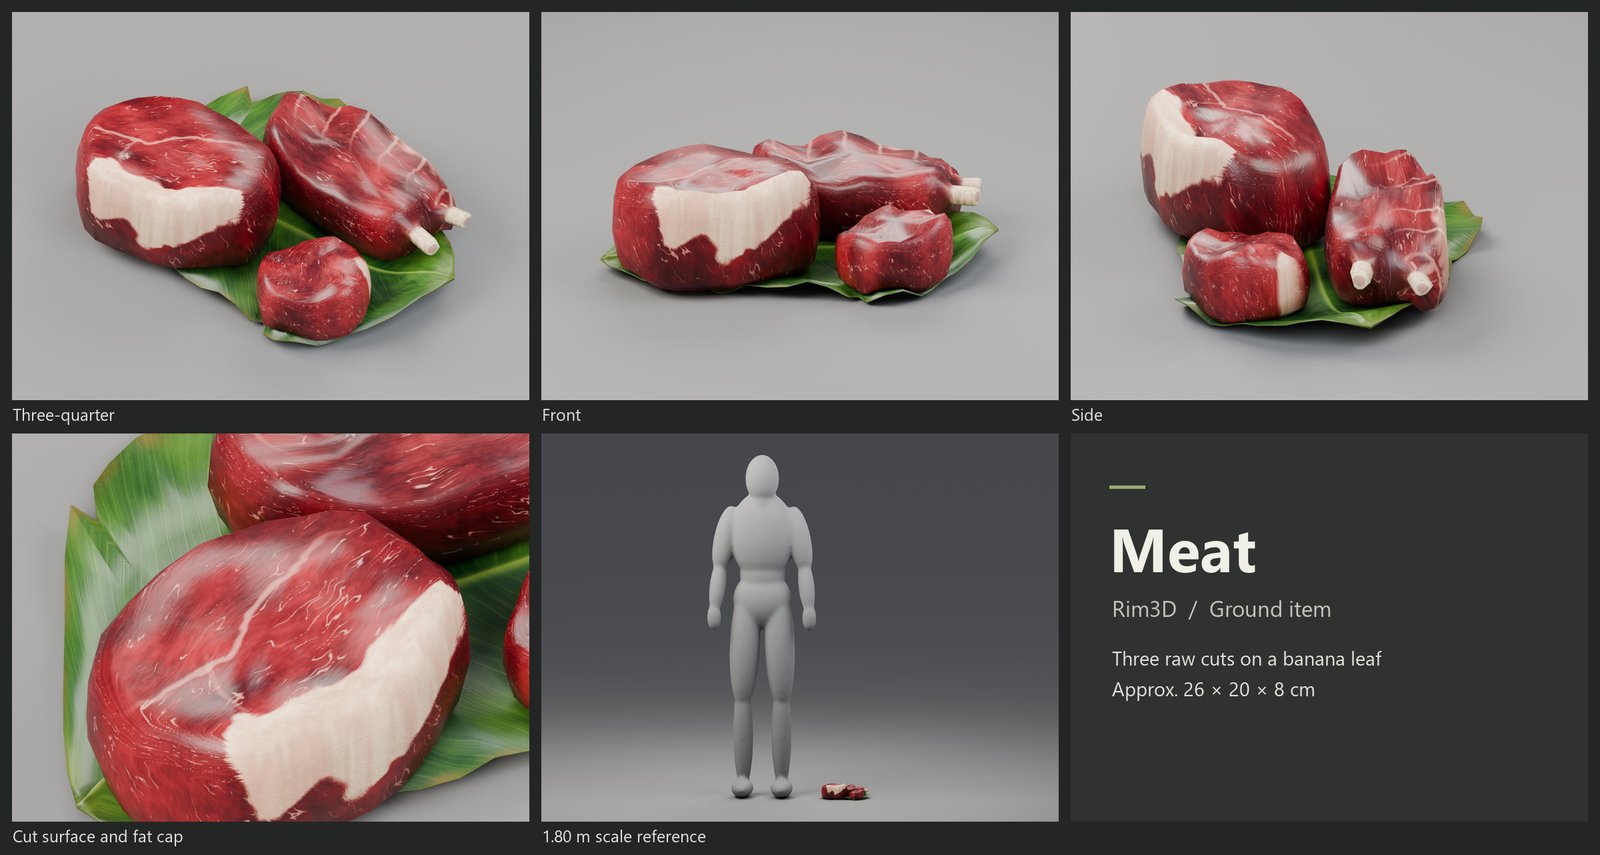 Three-quarter
Front
Side
Cut surface and fat cap
1.80 m scale reference
Meat
Rim3D / Ground item
Three raw cuts on a banana leaf
Approx. 26 × 20 × 8 cm